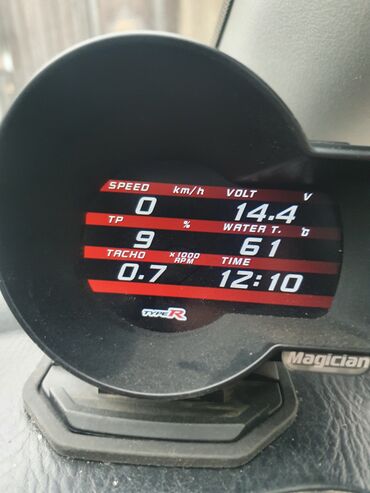 SPEED km/h VOLT V
0 14.4
TP % WATER T. °C
9 61
TACHO ×1000 RPM TIME
0.7 12:10
TYPE R
Magician